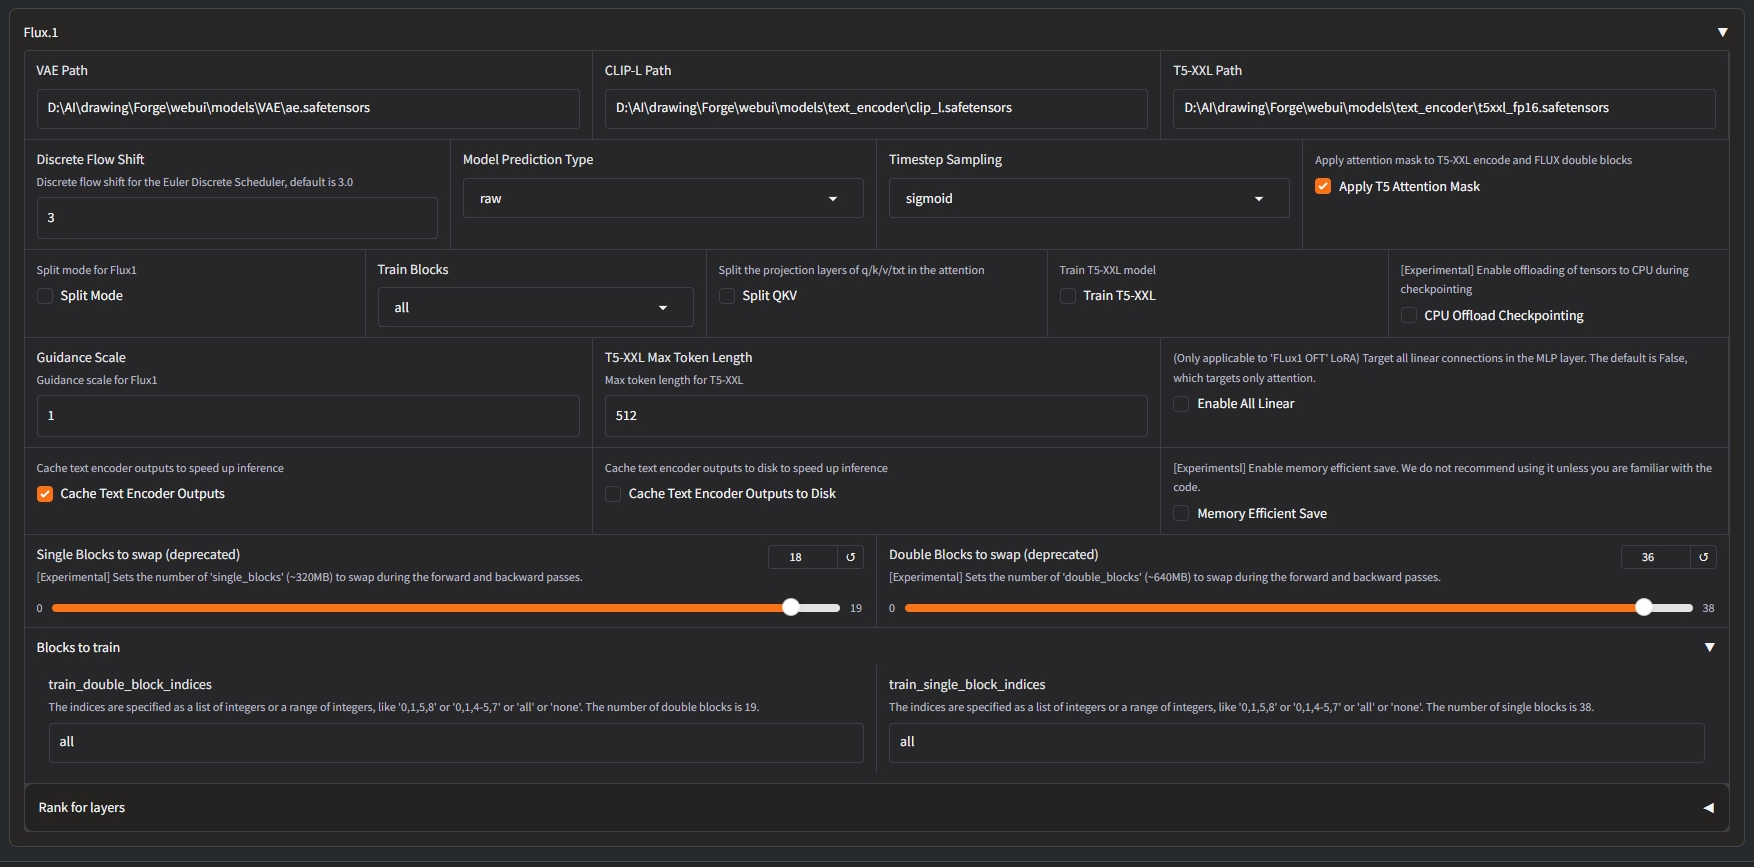 Flux.1
VAE Path
CLIP-L Path
T5-XXL Path
D:\AI\drawing\Forge\webui\models\VAE\ae.safetensors
D:\AI\drawing\Forge\webui\models\text_encoder\clip_l.safetensors
D:\AI\drawing\Forge\webui\models\text_encoder\t5xxl_fp16.safetensors
Discrete Flow Shift
Discrete flow shift for the Euler Discrete Scheduler, default is 3.0
3
Model Prediction Type
raw
Timestep Sampling
sigmoid
Apply attention mask to T5-XXL encode and FLUX double blocks
Apply T5 Attention Mask
Split mode for Flux1
Split Mode
Train Blocks
all
Split the projection layers of q/k/v/txt in the attention
Split QKV
Train T5-XXL model
Train T5-XXL
[Experimental] Enable offloading of tensors to CPU during
checkpointing
CPU Offload Checkpointing
Guidance Scale
Guidance scale for Flux1
1
T5-XXL Max Token Length
Max token length for T5-XXL
512
(Only applicable to 'FLux1 OFT' LoRA) Target all linear connections in the MLP layer. The default is False,
which targets only attention.
Enable All Linear
Cache text encoder outputs to speed up inference
Cache Text Encoder Outputs
Cache text encoder outputs to disk to speed up inference
Cache Text Encoder Outputs to Disk
[Experimentsl] Enable memory efficient save. We do not recommend using it unless you are familiar with the
code.
Memory Efficient Save
Single Blocks to swap (deprecated)
18
[Experimental] Sets the number of 'single_blocks' (~320MB) to swap during the forward and backward passes.
0
19
Double Blocks to swap (deprecated)
36
[Experimental] Sets the number of 'double_blocks' (~640MB) to swap during the forward and backward passes.
0
38
Blocks to train
train_double_block_indices
The indices are specified as a list of integers or a range of integers, like '0,1,5,8' or '0,1,4-5,7' or 'all' or 'none'. The number of double blocks is 19.
all
train_single_block_indices
The indices are specified as a list of integers or a range of integers, like '0,1,5,8' or '0,1,4-5,7' or 'all' or 'none'. The number of single blocks is 38.
all
Rank for layers